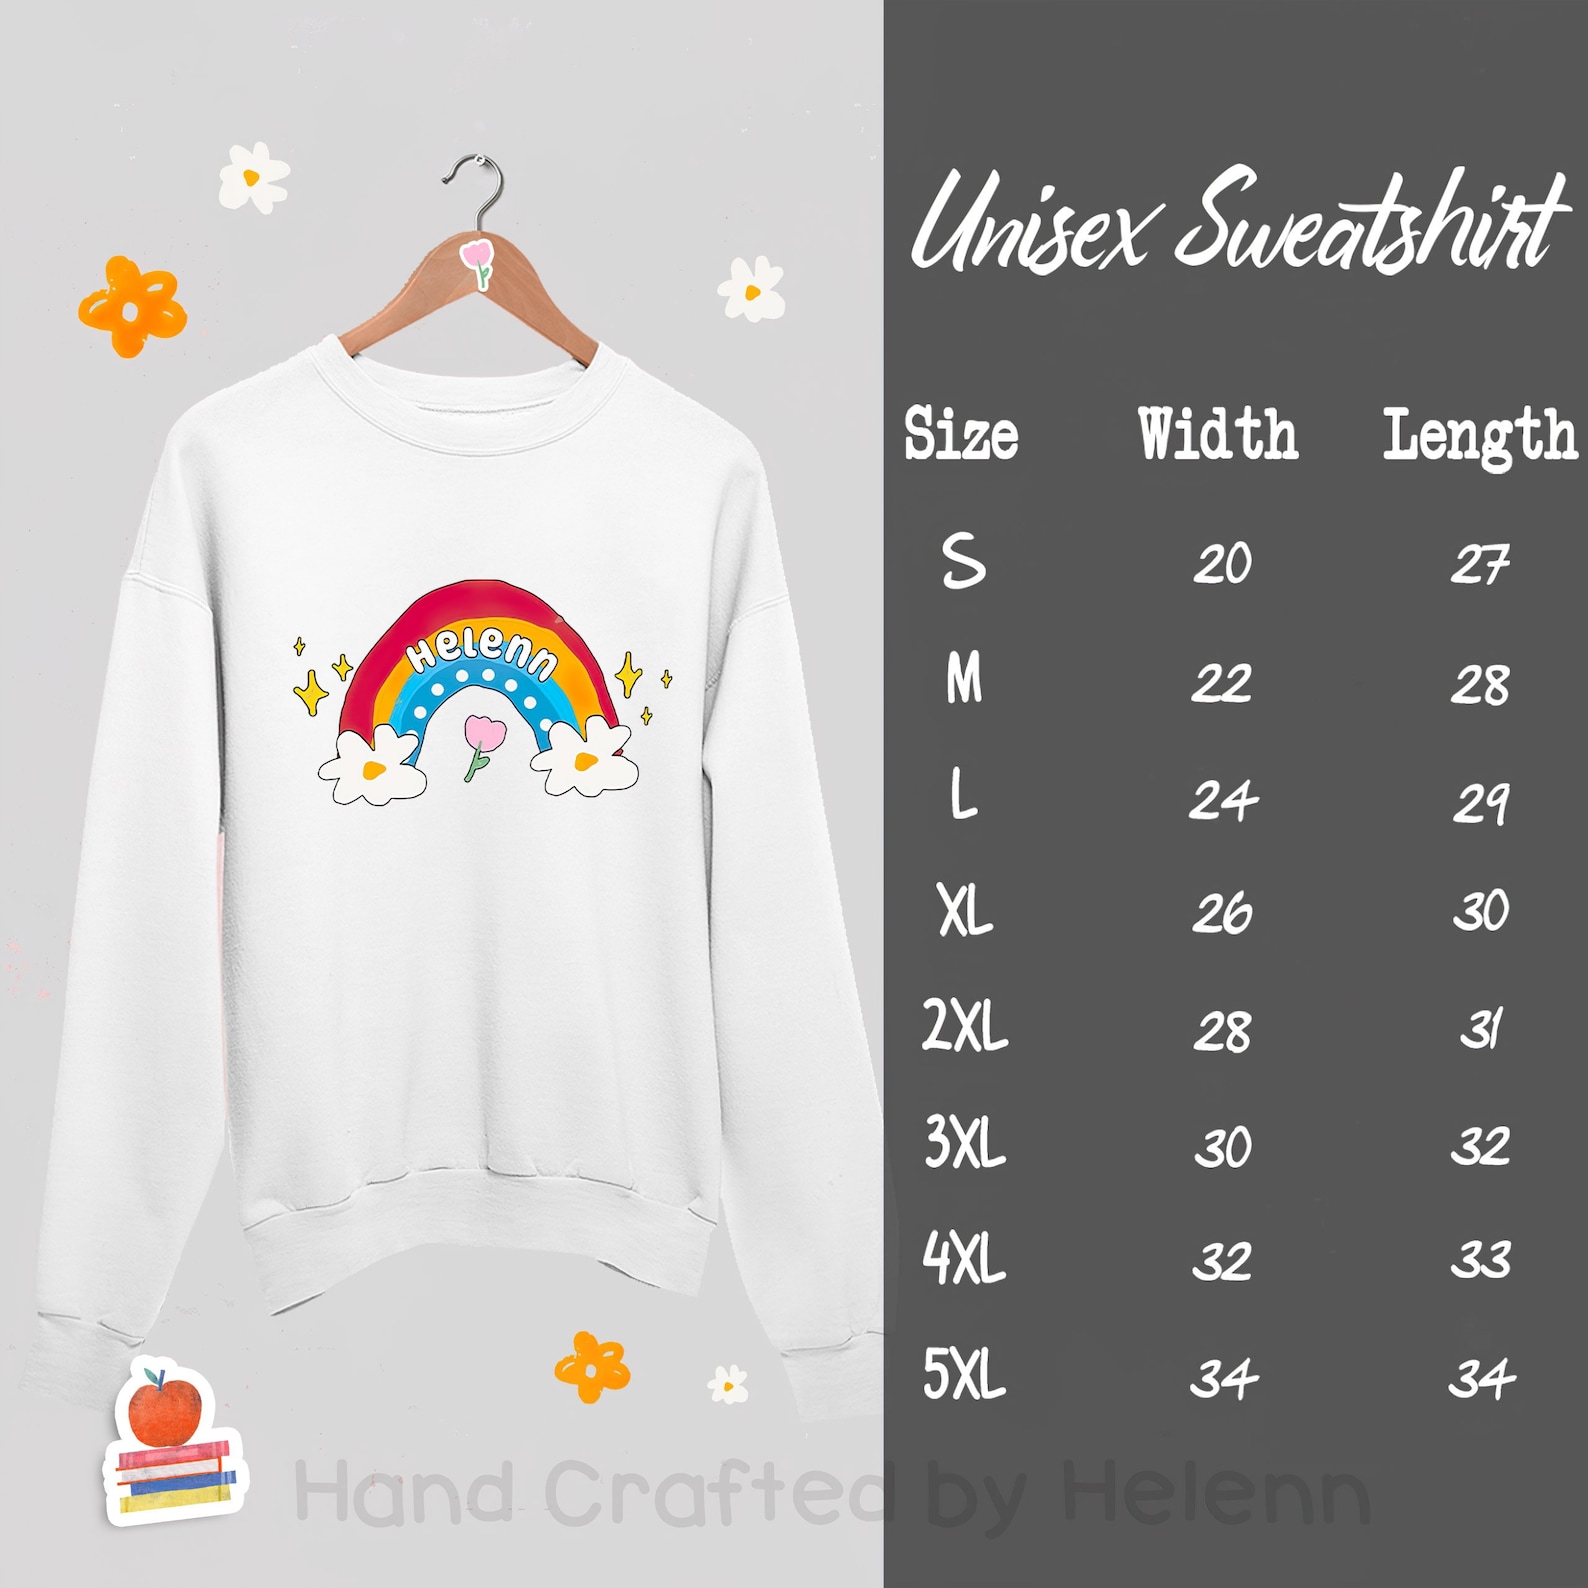 Helenn
Unisex Sweatshirt
Size Width Length
S 20 27
M 22 28
L 24 29
XL 26 30
2XL 28 31
3XL 30 32
4XL 32 33
5XL 34 34
Hand Crafted by Helenn